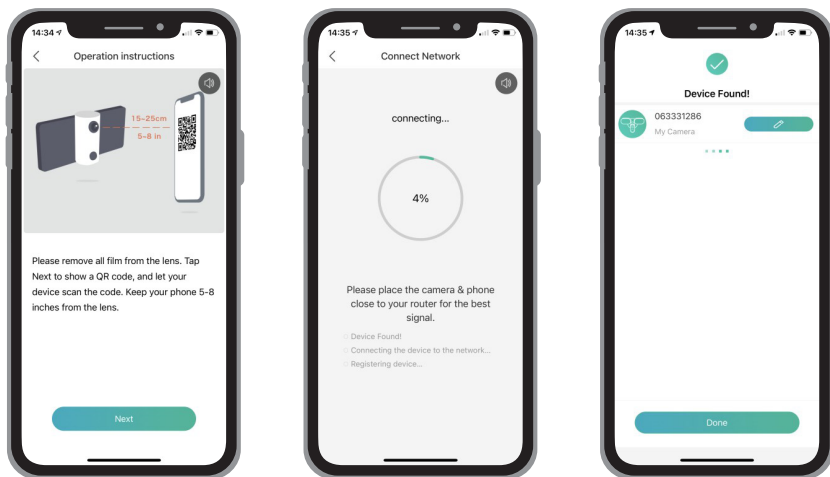 14:34
Operation instructions
15-25cm
5-8 in
Please remove all film from the lens. Tap
Next to show a QR code, and let your
device scan the code. Keep your phone 5-8
inches from the lens.
Next
14:35
Connect Network
connecting...
4%
Please place the camera & phone
close to your router for the best
signal.
Device Found!
Connecting the device to the network...
Registering device...
14:35
Device Found!
063331286
My Camera
Done